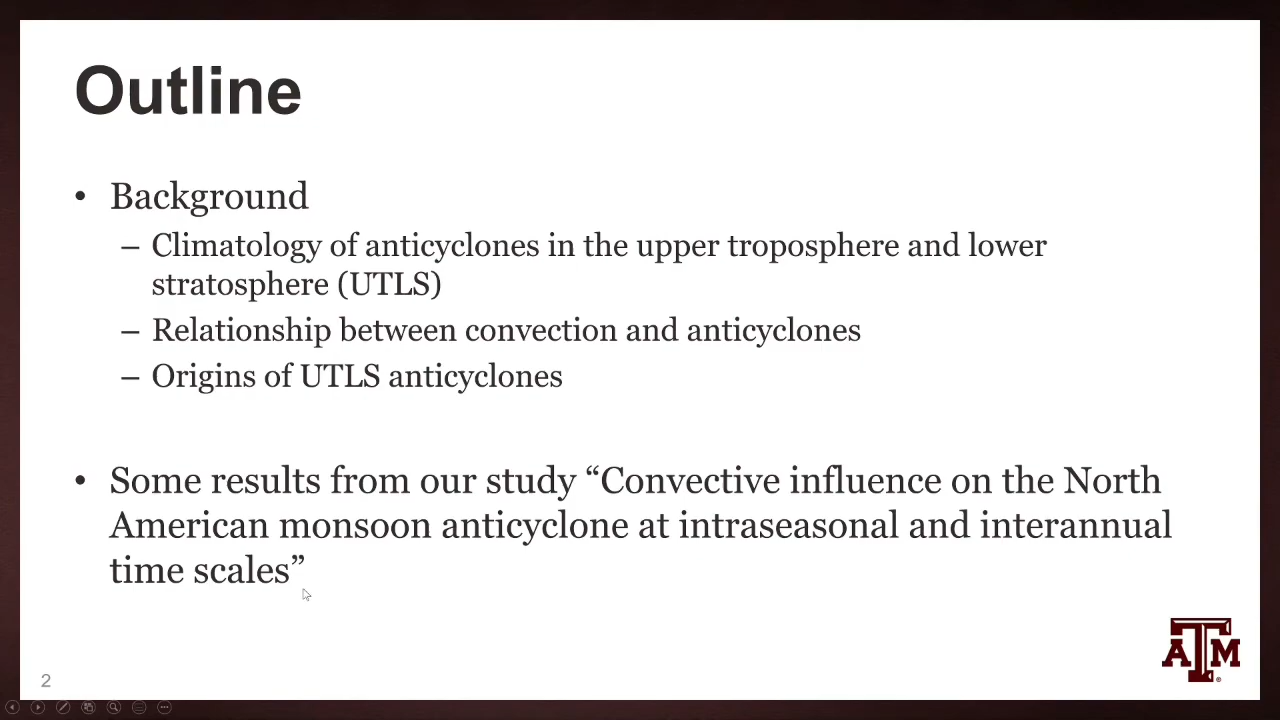 Outline
• Background
– Climatology of anticyclones in the upper troposphere and lower
stratosphere (UTLS)
– Relationship between convection and anticyclones
– Origins of UTLS anticyclones
• Some results from our study “Convective influence on the North
American monsoon anticyclone at intraseasonal and interannual
time scales”
ATM®
2